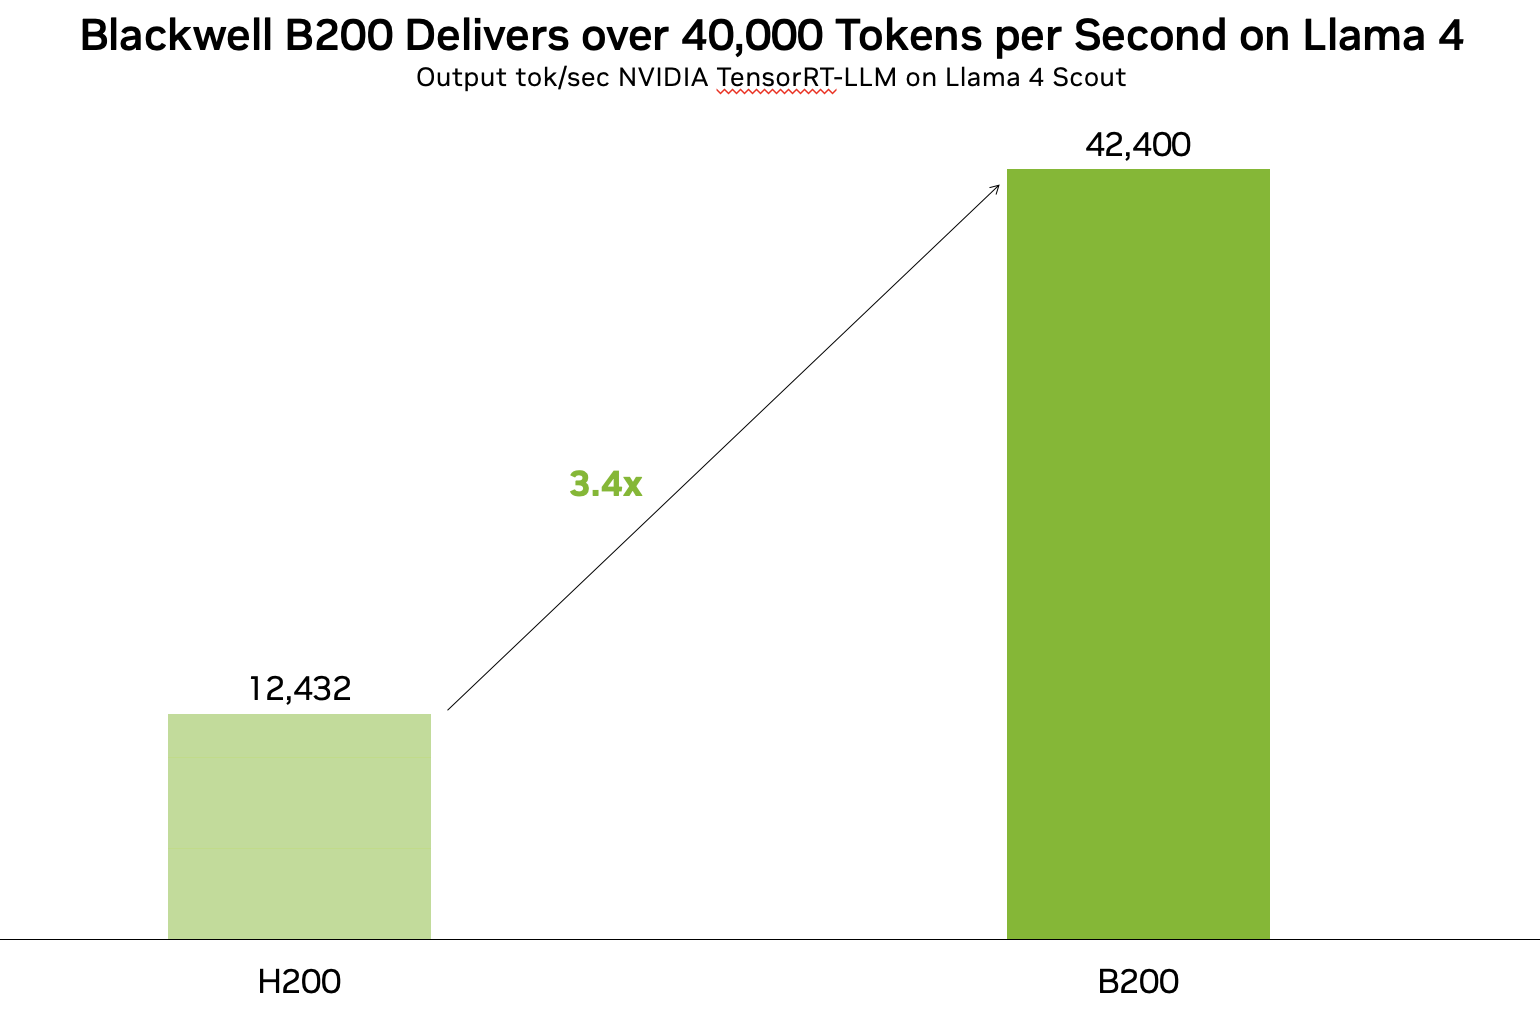 Blackwell B200 Delivers over 40,000 Tokens per Second on Llama 4
Output tok/sec NVIDIA TensorRT-LLM on Llama 4 Scout
42,400
3.4x
12,432
H200
B200